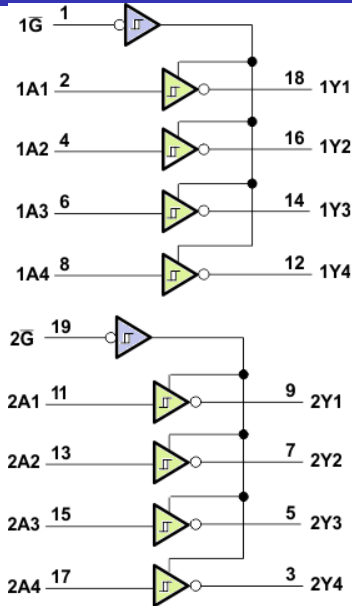 1G̅ 1
1A1 2 18 1Y1
1A2 4 16 1Y2
1A3 6 14 1Y3
1A4 8 12 1Y4
2G̅ 19
2A1 11 9 2Y1
2A2 13 7 2Y2
2A3 15 5 2Y3
2A4 17 3 2Y4